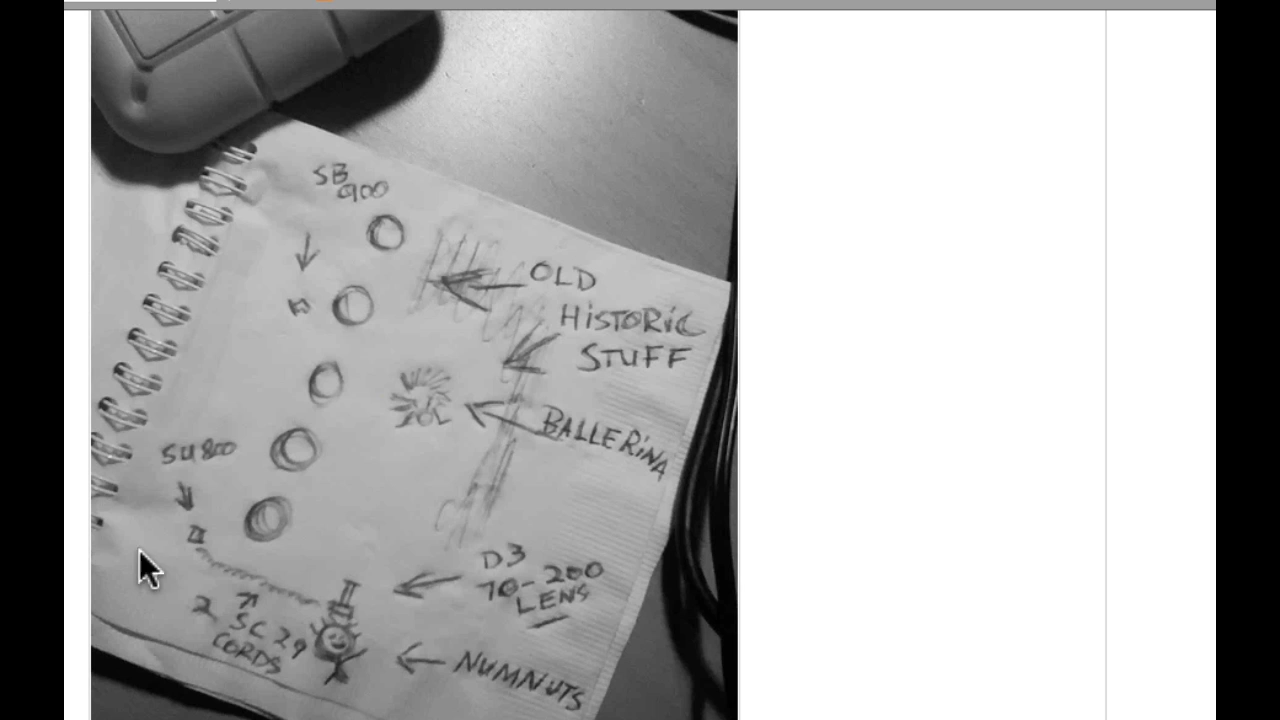 SB
900
OLD
HISTORIC
STUFF
BALLERINA
SU800
D3
70-200
LENS
2
SC 29
CORDS
NUMNUTS